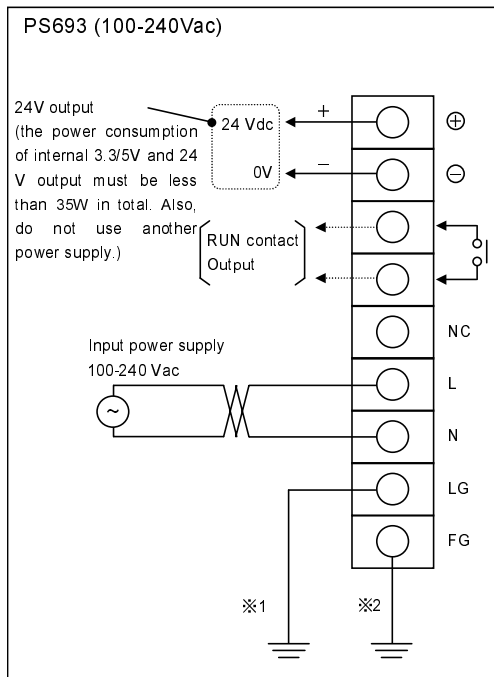 PS693 (100-240Vac)
24V output
(the power consumption
of internal 3.3/5V and 24
V output must be less
than 35W in total. Also,
do not use another
power supply.)
24 Vdc
+
⊕
0V
−
⊖
RUN contact
Output
NC
Input power supply
100-240 Vac
L
~
N
LG
FG
※1
※2